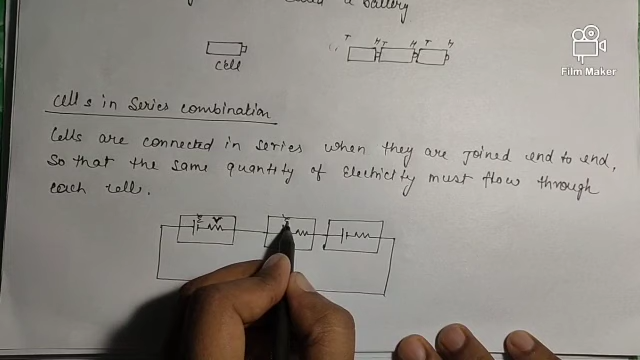 a battery
Film Maker
T H T H T H
cell
Cells in series combination
Cells are connected in series when they are joined end to end,
so that the same quantity of Electricity must flow through
each cell.
E r